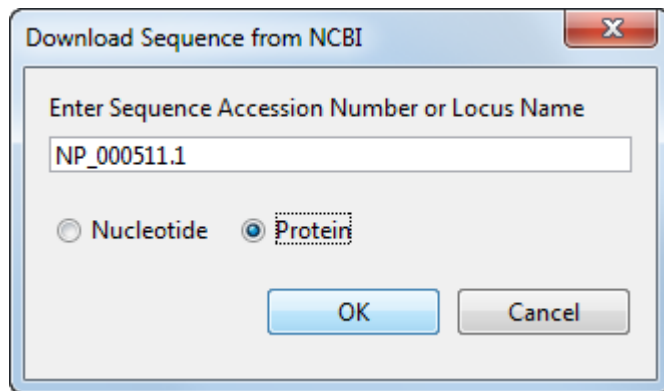 Download Sequence from NCBI
Enter Sequence Accession Number or Locus Name
NP_000511.1
Nucleotide Protein
OK Cancel